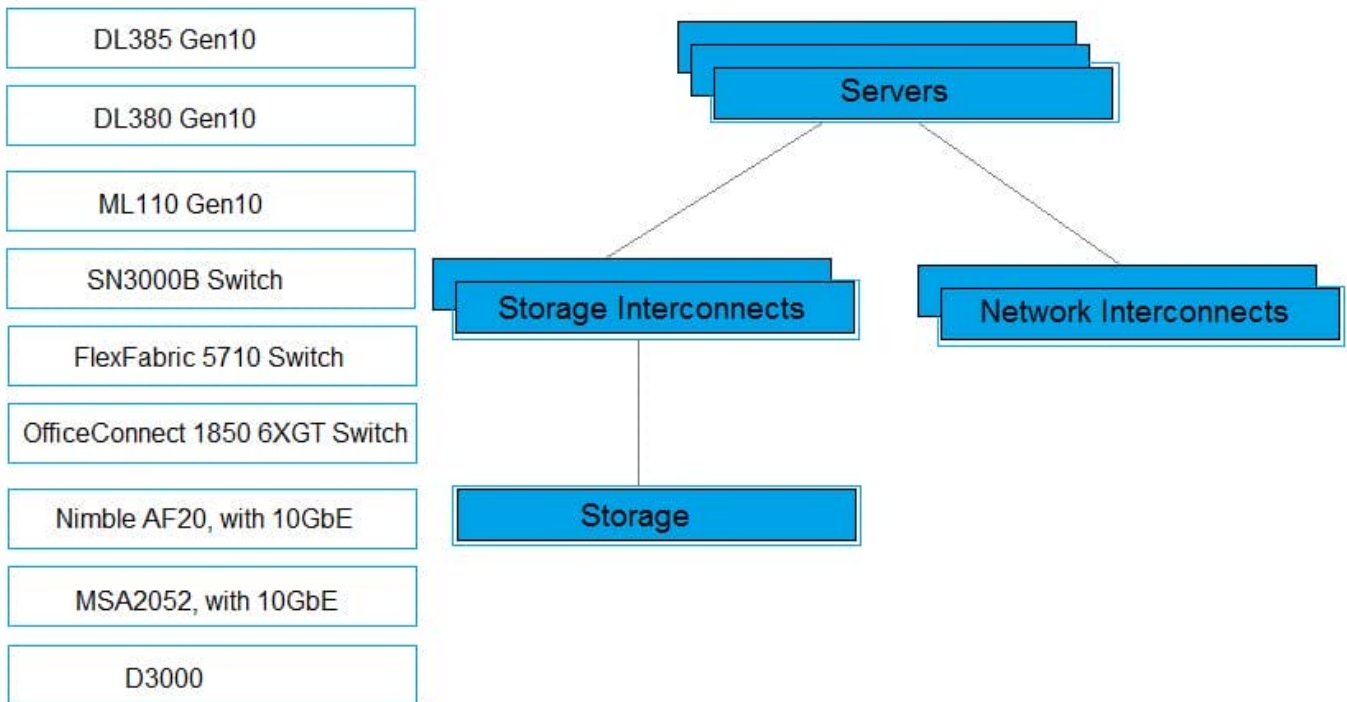 DL385 Gen10
DL380 Gen10
ML110 Gen10
SN3000B Switch
FlexFabric 5710 Switch
OfficeConnect 1850 6XGT Switch
Nimble AF20, with 10GbE
MSA2052, with 10GbE
D3000
Servers
Storage Interconnects
Network Interconnects
Storage